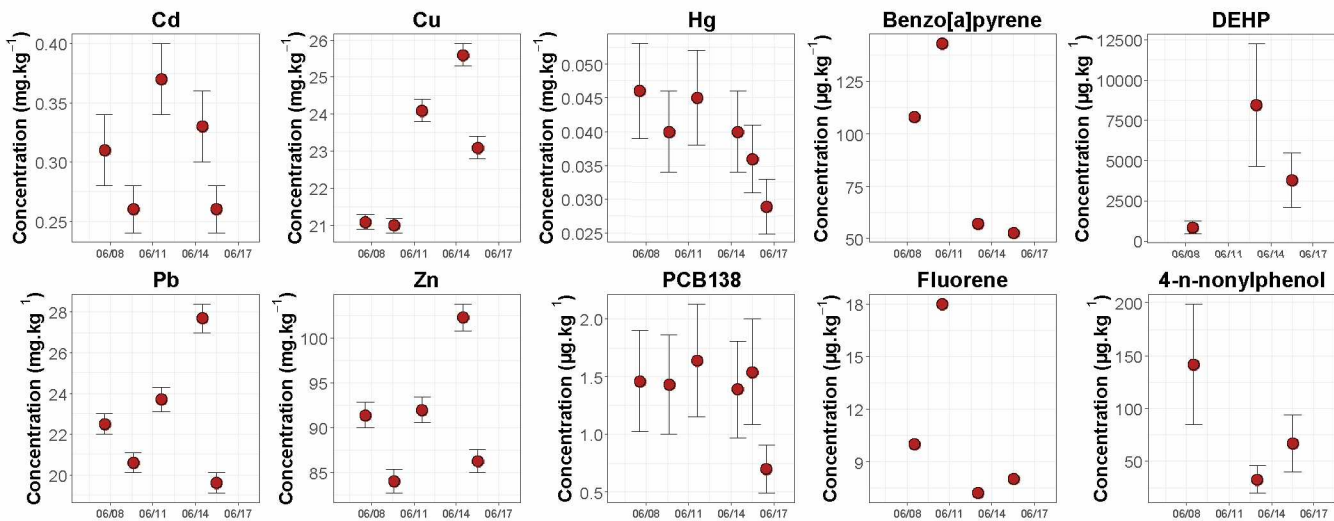 Cd
Concentration (mg.kg⁻¹)
0.40
0.35
0.30
0.25
06/08 06/11 06/14 06/17
Cu
Concentration (mg.kg⁻¹)
26
25
24
23
22
21
06/08 06/11 06/14 06/17
Hg
Concentration (mg.kg⁻¹)
0.050
0.045
0.040
0.035
0.032
0.025
06/08 06/11 06/14 06/17
Benzo[a]pyrene
Concentration (µg.kg⁻¹)
125
100
75
50
06/08 06/11 06/14 06/17
DEHP
Concentration (µg.kg⁻¹)
12500
10000
7500
5000
2500
0
06/08 06/11 06/14 06/17
Pb
Concentration (mg.kg⁻¹)
28
26
24
22
20
06/08 06/11 06/14 06/17
Zn
Concentration (mg.kg⁻¹)
100
95
90
85
06/08 06/11 06/14 06/17
PCB138
Concentration (µg.kg⁻¹)
2.0
1.5
1.0
0.5
06/08 06/11 06/14 06/17
Fluorene
Concentration (µg.kg⁻¹)
18
15
12
9
06/08 06/11 06/14 06/17
4-n-nonylphenol
Concentration (µg.kg⁻¹)
200
150
100
50
06/08 06/11 06/14 06/17